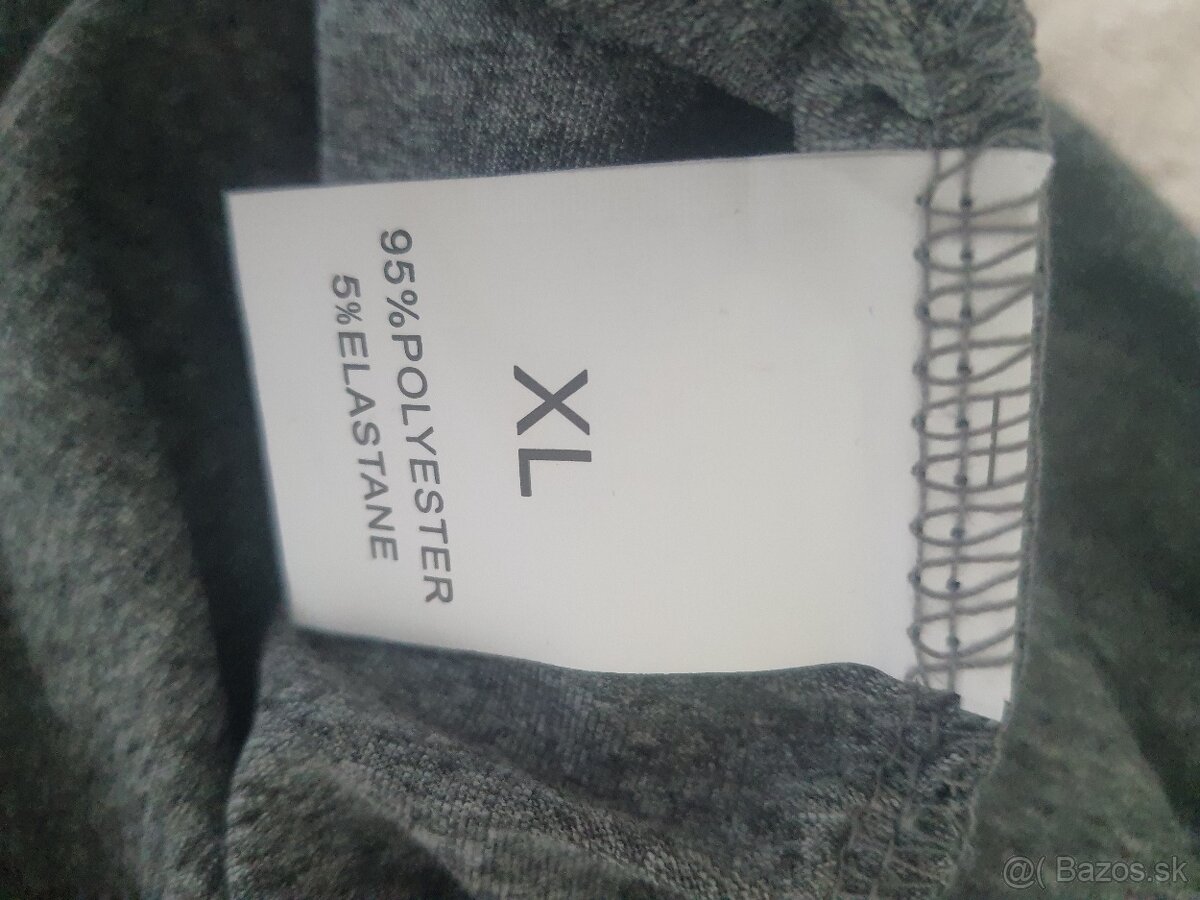 XL
95%POLYESTER
5%ELASTANE
@( Bazos.sk